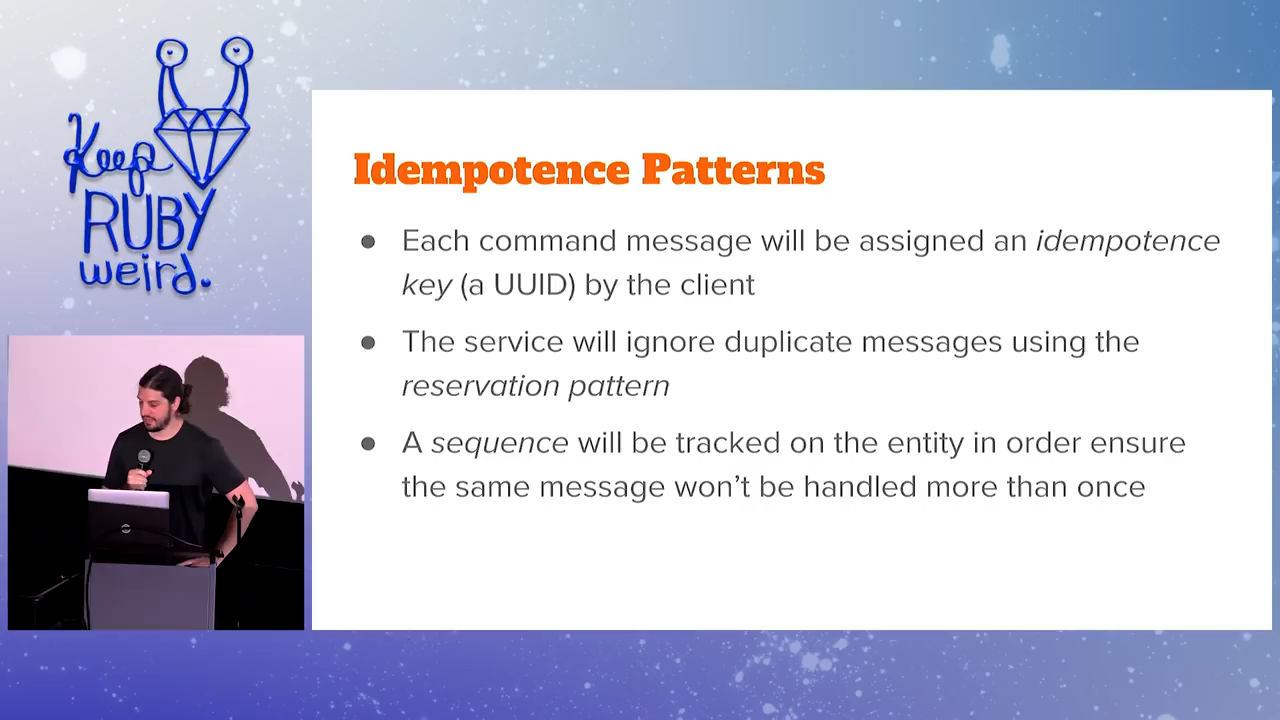 Keep
RUBY
weird.
Idempotence Patterns
● Each command message will be assigned an idempotence
key (a UUID) by the client
● The service will ignore duplicate messages using the
reservation pattern
● A sequence will be tracked on the entity in order ensure
the same message won't be handled more than once